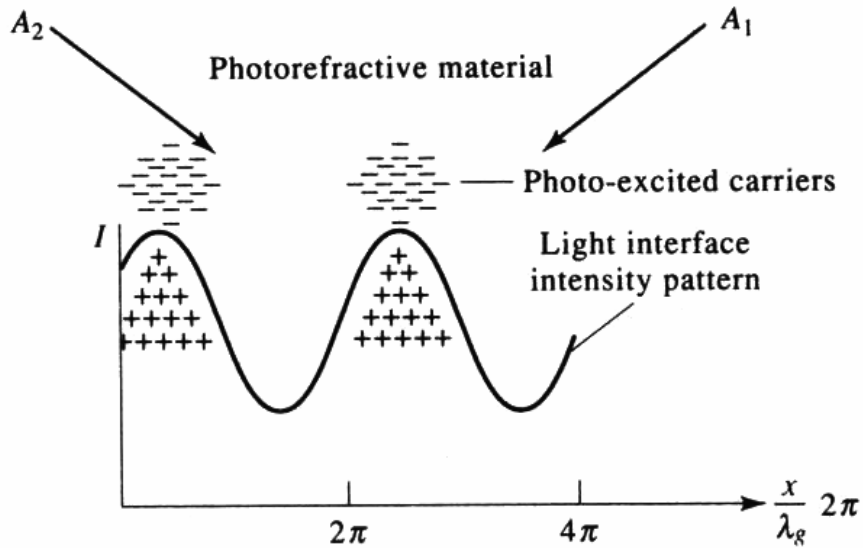 A₂
A₁
Photorefractive material
Photo-excited carriers
I
Light interface
intensity pattern
+
++
+++
++++
+++++
+
++
+++
++++
+++++
2π
4π
x/λg 2π